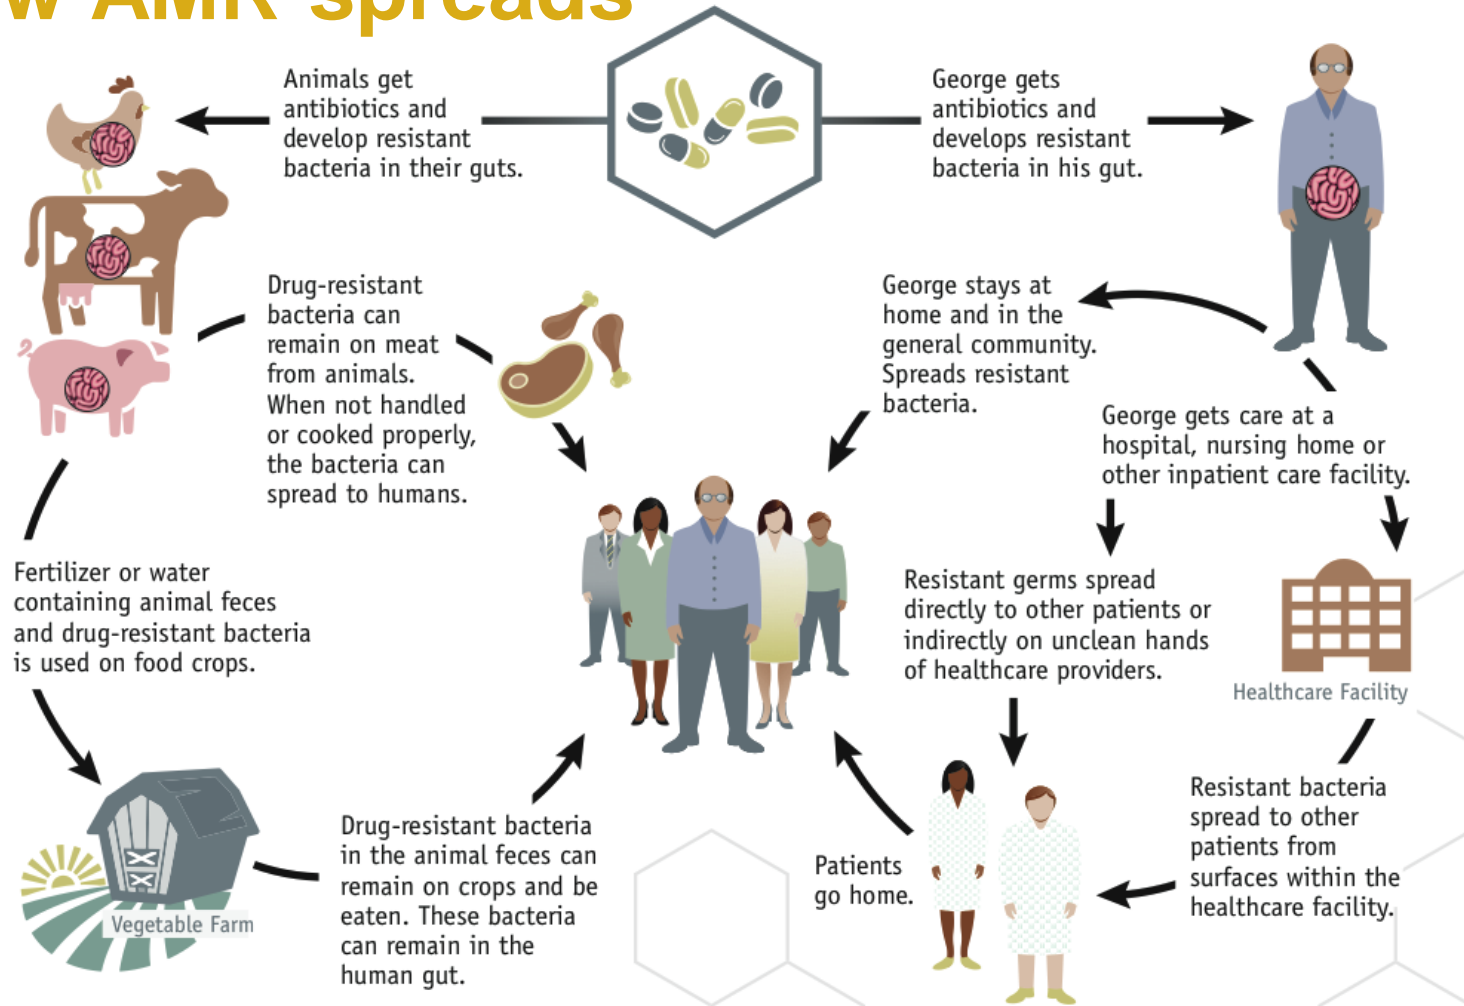 w AMR spreads
Animals get
antibiotics and
develop resistant
bacteria in their guts.
George gets
antibiotics and
develops resistant
bacteria in his gut.
Drug-resistant
bacteria can
remain on meat
from animals.
When not handled
or cooked properly,
the bacteria can
spread to humans.
George stays at
home and in the
general community.
Spreads resistant
bacteria.
George gets care at a
hospital, nursing home or
other inpatient care facility.
Fertilizer or water
containing animal feces
and drug-resistant bacteria
is used on food crops.
Resistant germs spread
directly to other patients or
indirectly on unclean hands
of healthcare providers.
Healthcare Facility
Resistant bacteria
spread to other
patients from
surfaces within the
healthcare facility.
Vegetable Farm
Drug-resistant bacteria
in the animal feces can
remain on crops and be
eaten. These bacteria
can remain in the
human gut.
Patients
go home.